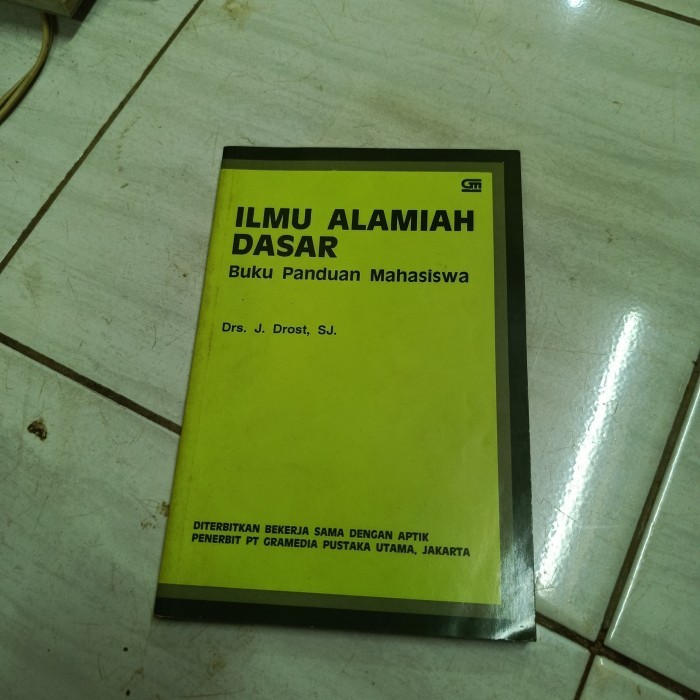 GM
ILMU ALAMIAH
DASAR
Buku Panduan Mahasiswa
Drs. J. Drost, SJ.
DITERBITKAN BEKERJA SAMA DENGAN APTIK
PENERBIT PT GRAMEDIA PUSTAKA UTAMA, JAKARTA